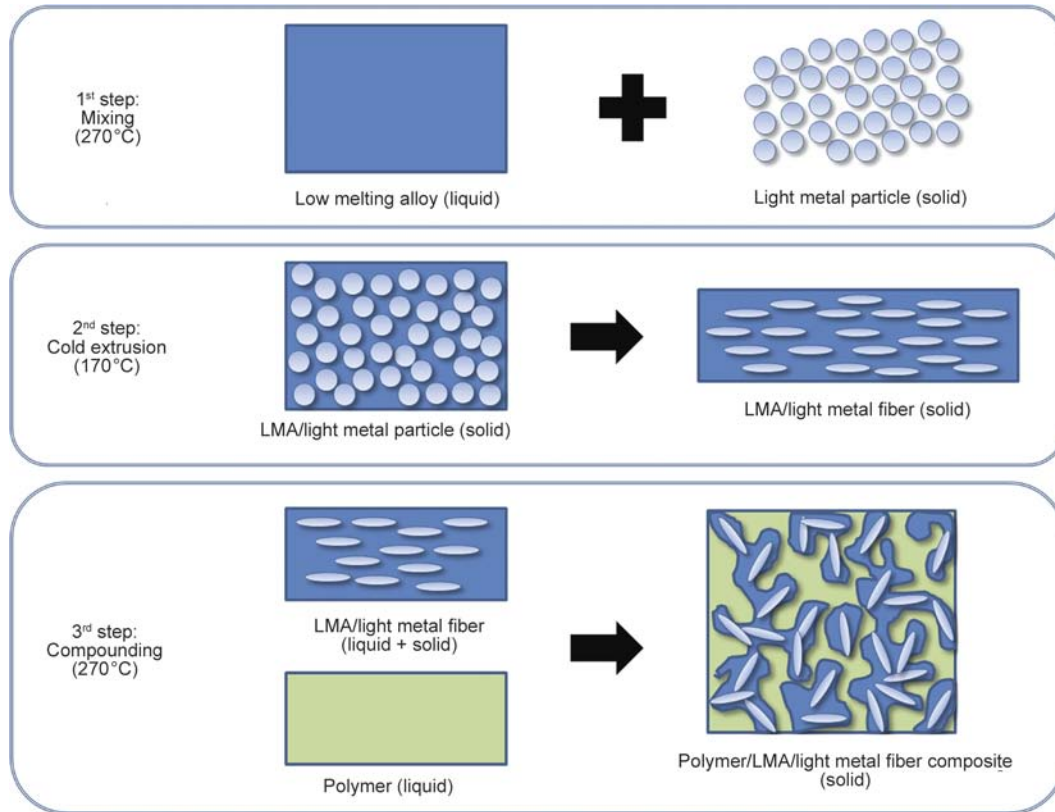 1st step:
Mixing
(270°C)
Low melting alloy (liquid)
Light metal particle (solid)
2nd step:
Cold extrusion
(170°C)
LMA/light metal particle (solid)
LMA/light metal fiber (solid)
3rd step:
Compounding
(270°C)
LMA/light metal fiber
(liquid + solid)
Polymer (liquid)
Polymer/LMA/light metal fiber composite
(solid)